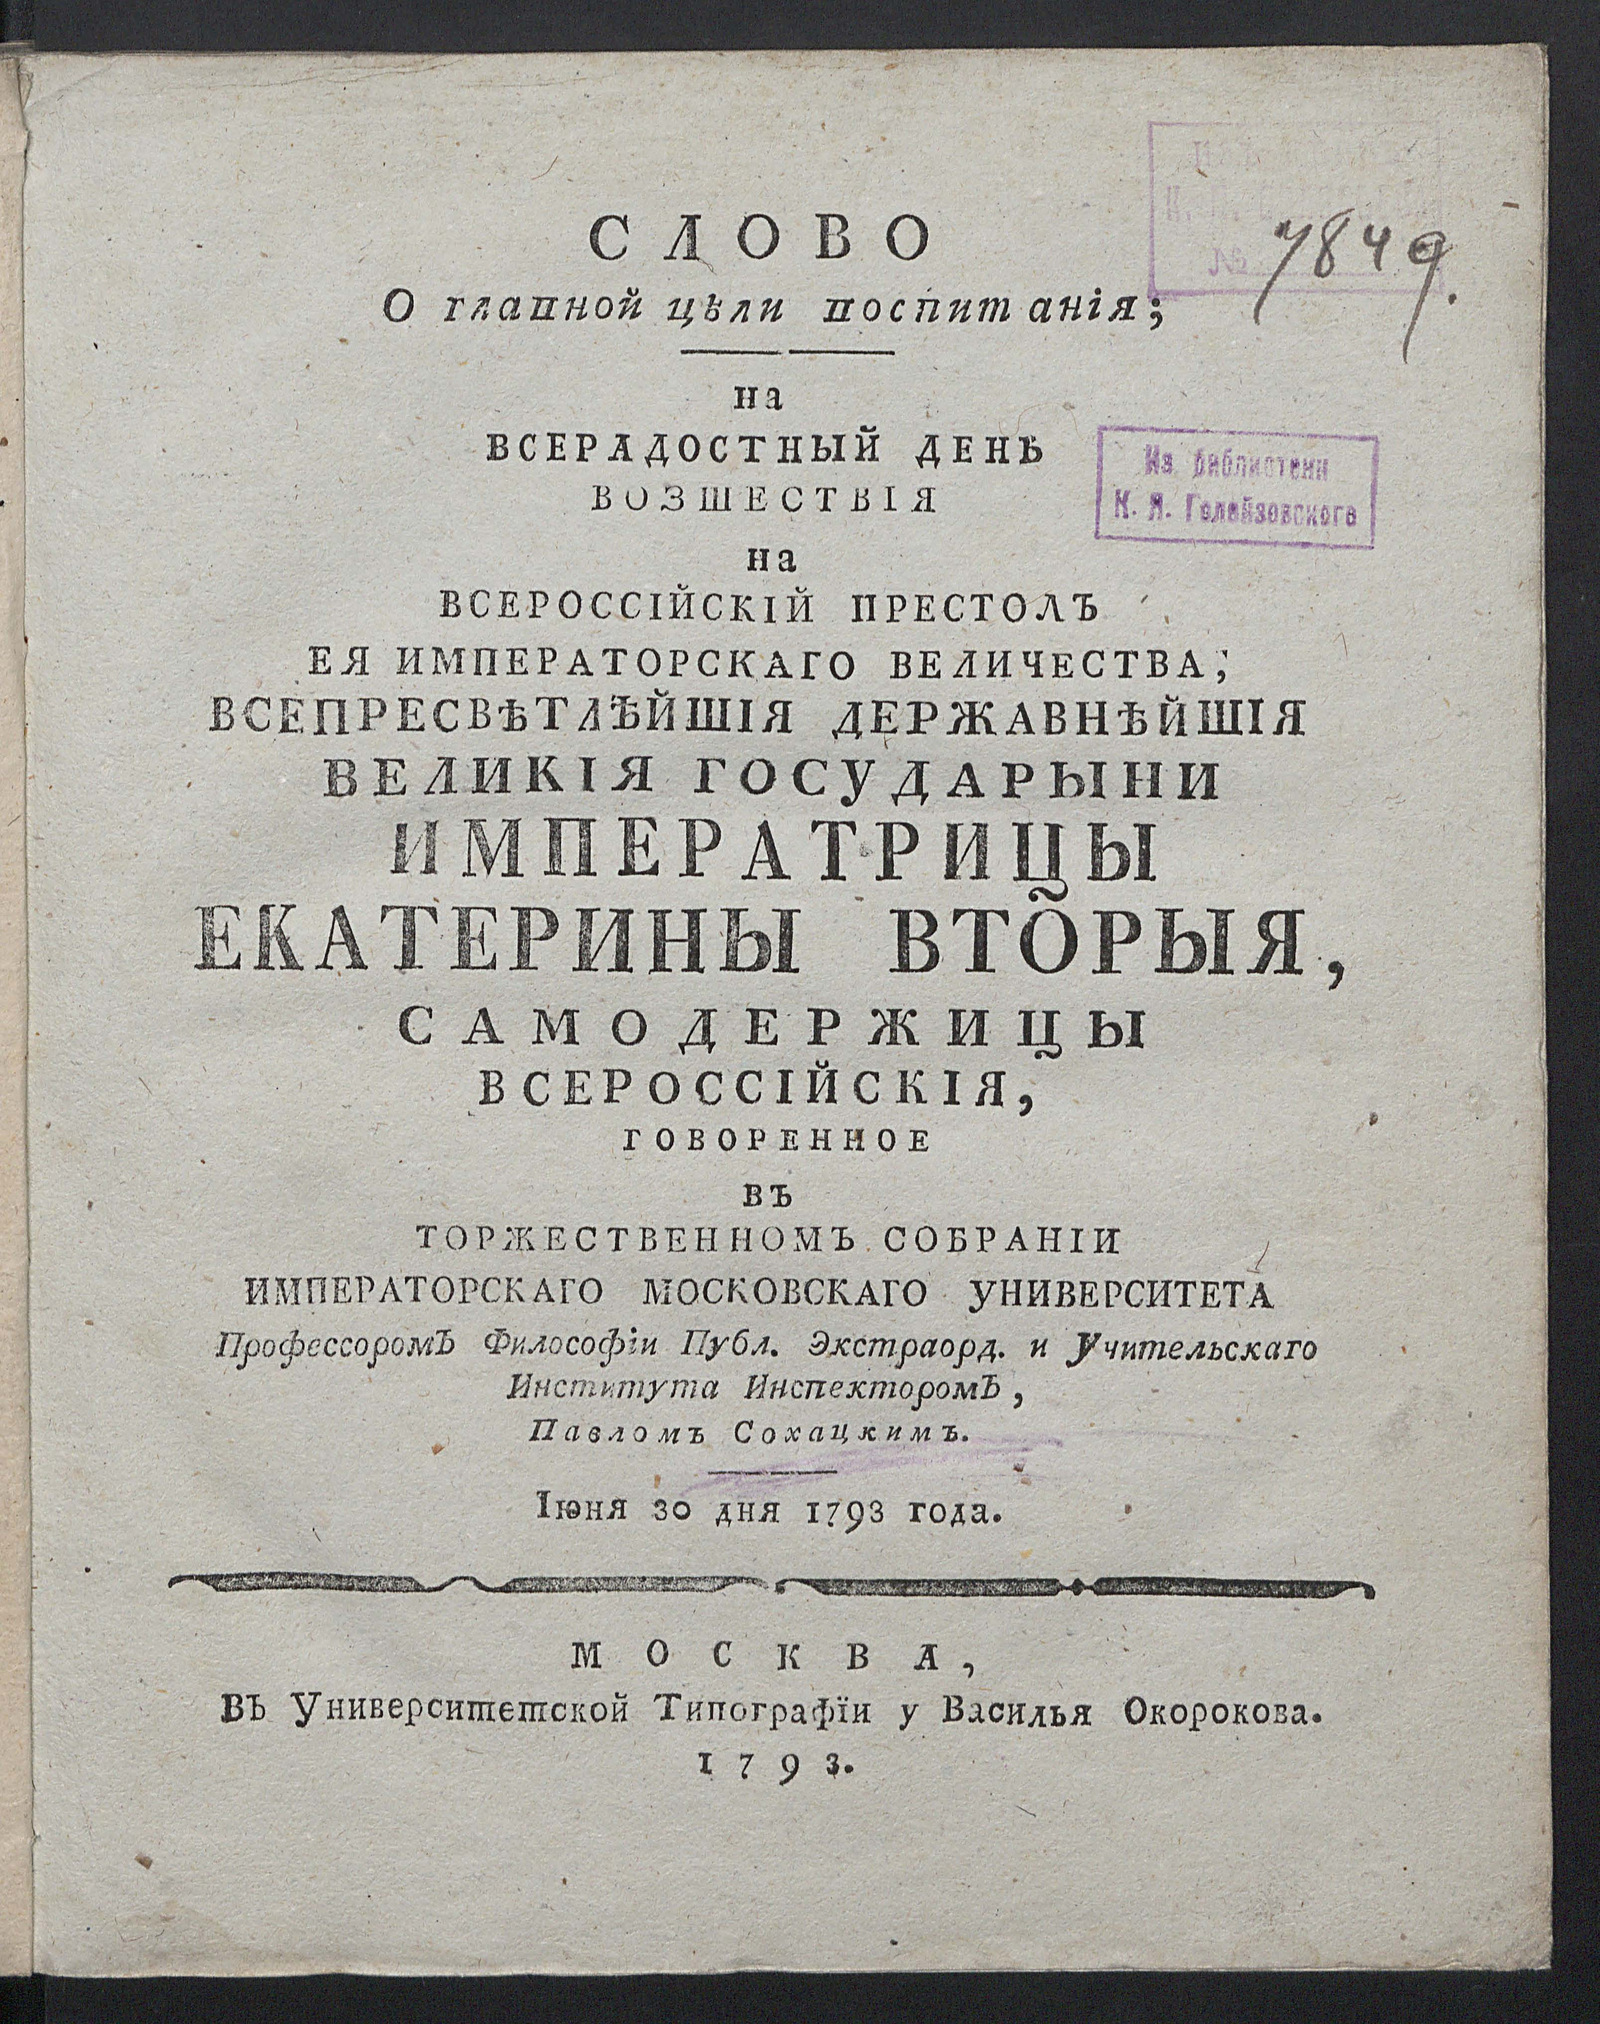 СЛОВО
О главной цѣли воспитанія;
на
ВСЕРАДОСТНЫЙ ДЕНЬ
ВОЗШЕСТВІЯ
на
ВСЕРОССІЙСКІЙ ПРЕСТОЛЪ
ЕЯ ИМПЕРАТОРСКАГО ВЕЛИЧЕСТВА,
ВСЕПРЕСВѢТЛѢЙШІЯ ДЕРЖАВНѢЙШІЯ
ВЕЛИКІЯ ГОСУДАРЫНИ
ИМПЕРАТРИЦЫ
ЕКАТЕРИНЫ ВТОРЫЯ,
САМОДЕРЖИЦЫ
ВСЕРОССІЙСКІЯ,
ГОВОРЕННОЕ
ВЪ
ТОРЖЕСТВЕННОМЪ СОБРАНІИ
ИМПЕРАТОРСКАГО МОСКОВСКАГО УНИВЕРСИТЕТА
Профессоромъ Философіи Публ. Экстраорд. и Учительскаго
Института Инспекторомъ,
Павломъ Сохацкимъ.
Іюня 30 дня 1793 года.
МОСКВА,
Въ Университетской Типографїи у Василья Окорокова.
1793.
№ 7849.
Из библиотеки
К. Я. Голейзовского